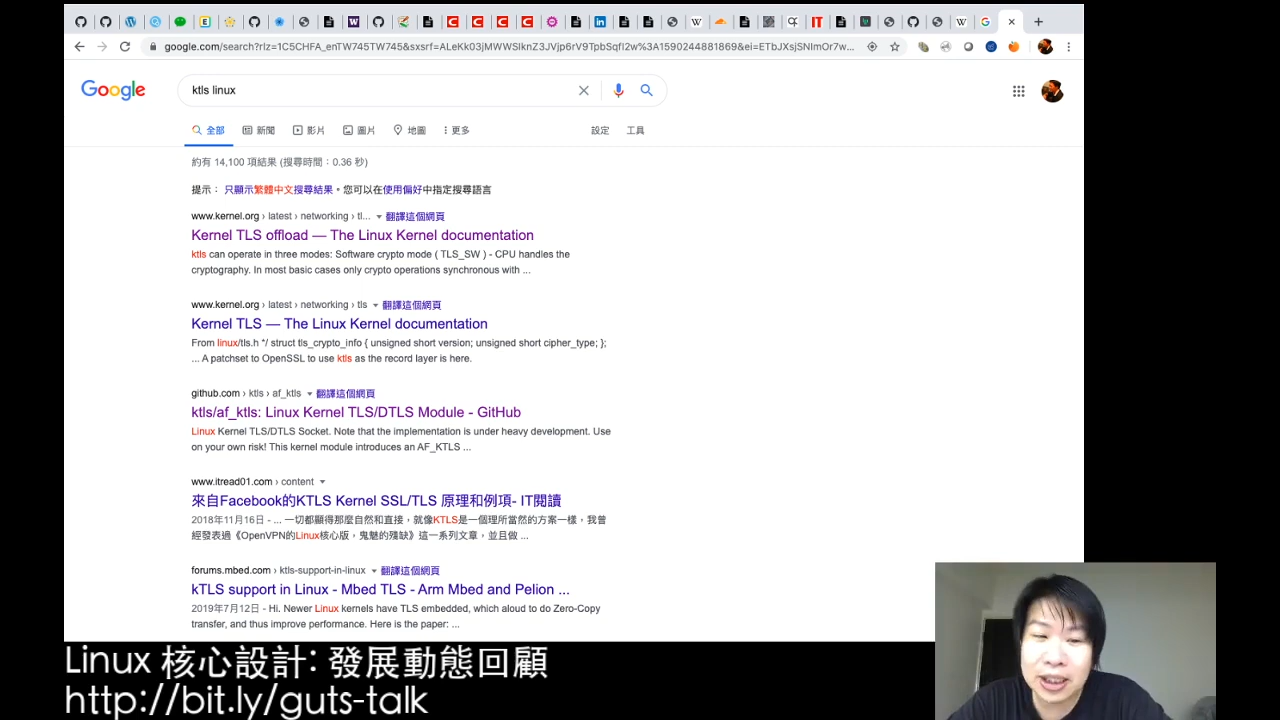 google.com/search?rlz=1C5CHFA_enTW745TW745&sxsrf=ALeKk03jMWWSlknZ3JVjp6rV9TpbSqfI2w%3A1590244881869&ei=ETbJXsjSNImOr7w...
Google
ktls linux
全部 新聞 影片 圖片 地圖 更多 設定 工具
約有 14,100 項結果 (搜尋時間:0.36 秒)
提示: 只顯示繁體中文搜尋結果。您可以在使用偏好中指定搜尋語言
www.kernel.org › latest › networking › tl... 翻譯這個網頁
Kernel TLS offload — The Linux Kernel documentation
ktls can operate in three modes: Software crypto mode ( TLS_SW ) - CPU handles the
cryptography. In most basic cases only crypto operations synchronous with ...
www.kernel.org › latest › networking › tls 翻譯這個網頁
Kernel TLS — The Linux Kernel documentation
From linux/tls.h */ struct tls_crypto_info { unsigned short version; unsigned short cipher_type; };
... A patchset to OpenSSL to use ktls as the record layer is here.
github.com › ktls › af_ktls 翻譯這個網頁
ktls/af_ktls: Linux Kernel TLS/DTLS Module - GitHub
Linux Kernel TLS/DTLS Socket. Note that the implementation is under heavy development. Use
on your own risk! This kernel module introduces an AF_KTLS ...
www.itread01.com › content
來自Facebook的KTLS Kernel SSL/TLS 原理和例項- IT閱讀
2018年11月16日 - ... 一切都顯得那麼自然和直接,就像KTLS是一個理所當然的方案一樣,我曾
經發表過《OpenVPN的Linux核心版,鬼魅的殘缺》這一系列文章,並且做 ...
forums.mbed.com › ktls-support-in-linux 翻譯這個網頁
kTLS support in Linux - Mbed TLS - Arm Mbed and Pelion ...
2019年7月12日 - Hi. Newer Linux kernels have TLS embedded, which aloud to do Zero-Copy
transfer, and thus improve performance. Here is the paper: ...
Linux 核心設計: 發展動態回顧
http://bit.ly/guts-talk